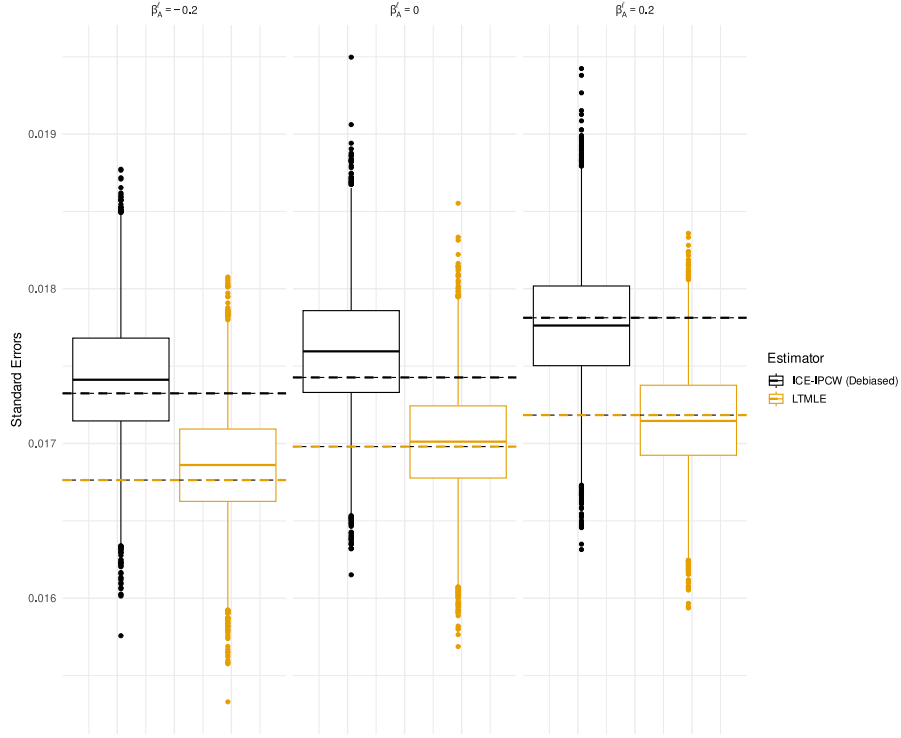 β_A^ℓ = −0.2
β_A^ℓ = 0
β_A^ℓ = 0.2
0.019
0.018
0.017
0.016
Standard Errors
Estimator
ICE-IPCW (Debiased)
LTMLE